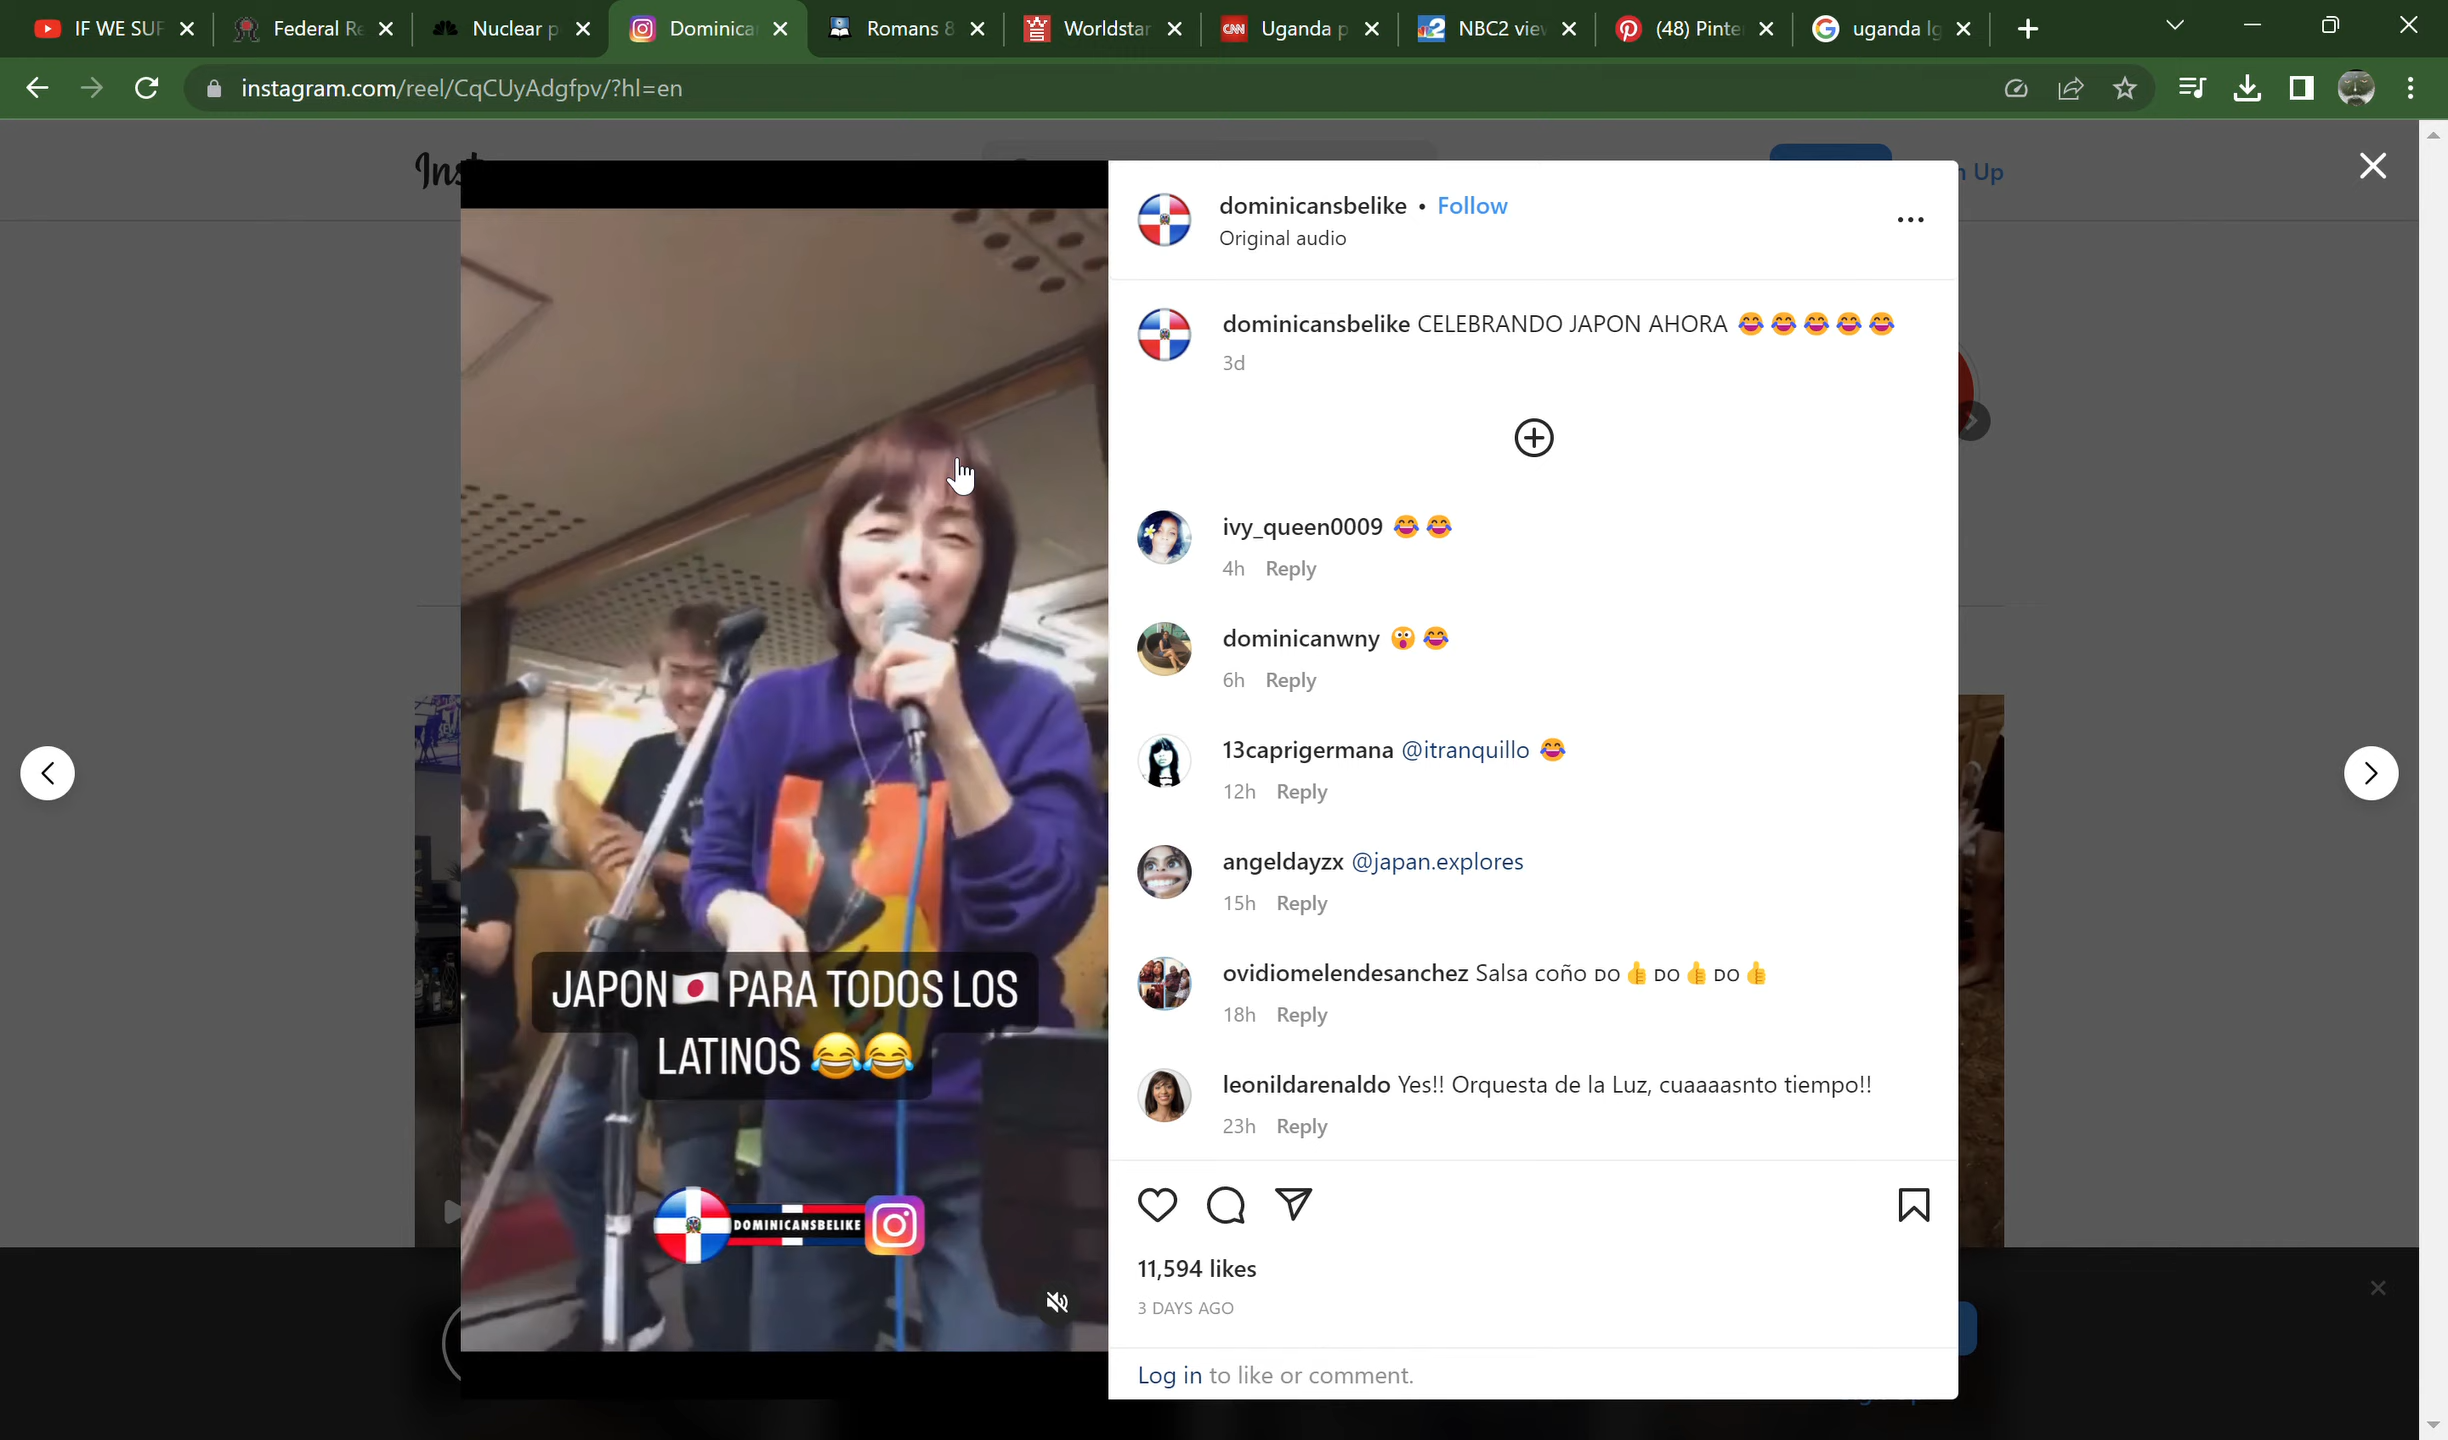 IF WE SUF
Federal Re
Nuclear p
Dominica
Romans 8
Worldstar
Uganda p
NBC2 view
(48) Pinte
uganda lg
instagram.com/reel/CqCUyAdgfpv/?hl=en
n Up
dominicansbelike • Follow
Original audio
dominicansbelike CELEBRANDO JAPON AHORA 😂😂😂😂😂
3d
ivy_queen0009 😂😂
4h Reply
dominicanwny 😲😂
6h Reply
13caprigermana @itranquillo 😂
12h Reply
angeldayzx @japan.explores
15h Reply
ovidiomelendesanchez Salsa coño DO👍DO👍DO👍
18h Reply
leonildarenaldo Yes!! Orquesta de la Luz, cuaaaasnto tiempo!!
23h Reply
11,594 likes
3 DAYS AGO
Log in to like or comment.
JAPON🇯🇵PARA TODOS LOS
LATINOS 😂😂
DOMINICANSBELIKE